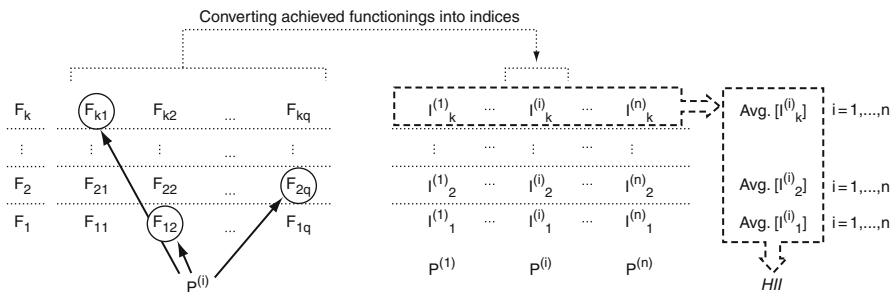 Converting achieved functionings into indices
F_k F_k1 F_k2 ... F_kq I^(1)_k ... I^(i)_k ... I^(n)_k Avg. [I^(i)_k] i = 1,...,n
⋮ ⋮ ⋮ ... ⋮ ⋮ ... ⋮ ... ⋮
F_2 F_21 F_22 ... F_2q I^(1)_2 ... I^(i)_2 ... I^(n)_2 Avg. [I^(i)_2] i = 1,...,n
F_1 F_11 F_12 ... F_1q I^(1)_1 ... I^(i)_1 ... I^(n)_1 Avg. [I^(i)_1] i = 1,...,n
P^(i) P^(1) P^(i) P^(n) HII